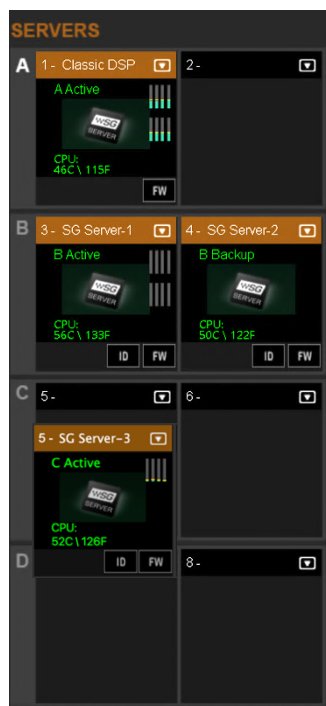 SERVERS
A
1 - Classic DSP
2 -
A Active
WSG
SERVER
CPU:
46C \ 115F
FW
B
3 - SG Server-1
4 - SG Server-2
B Active
B Backup
WSG
SERVER
WSG
SERVER
CPU:
56C \ 133F
CPU:
50C \ 122F
ID
FW
ID
FW
C
5 -
6 -
5 - SG Server-3
C Active
WSG
SERVER
CPU:
52C \ 126F
ID
FW
D
8 -